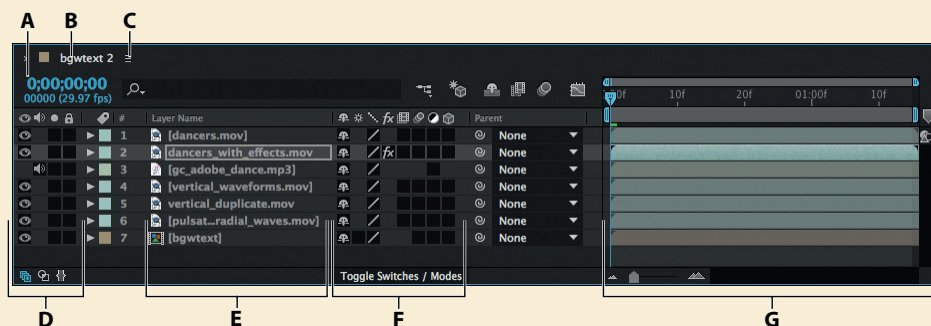 A B C
bgwtext 2
0;00;00;00
00000 (29.97 fps)
0f 10f 20f 01:00f 10f
# Layer Name fx Parent
1 [dancers.mov] None
2 dancers_with_effects.mov fx None
3 [gc_adobe_dance.mp3] None
4 [vertical_waveforms.mov] None
5 vertical_duplicate.mov None
6 [pulsat...radial_waves.mov] None
7 [bgwtext] None
Toggle Switches / Modes
D E F G